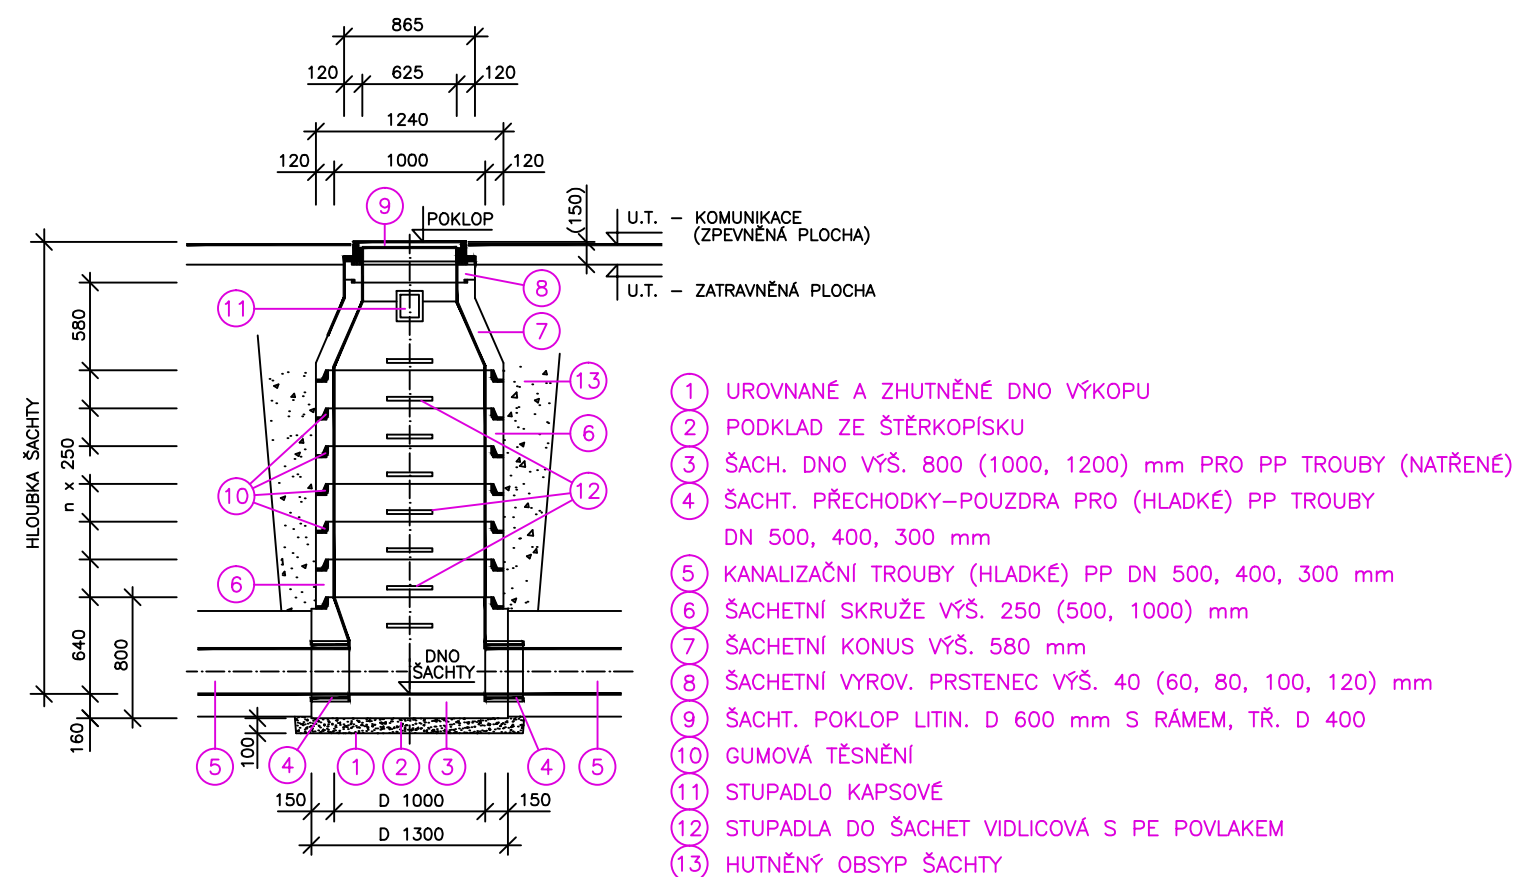 865
120 625 120
1240
120 1000 120
9
POKLOP
(150)
U.T. – KOMUNIKACE
(ZPEVNĚNÁ PLOCHA)
U.T. – ZATRAVNĚNÁ PLOCHA
8
11
7
580
13
HLOUBKA ŠACHTY
n x 250
6
10
12
6
640
800
DNO
ŠACHTY
160
100
5
4
1
2
3
4
5
150 D 1000 150
D 1300
1 UROVNANÉ A ZHUTNĚNÉ DNO VÝKOPU
2 PODKLAD ZE ŠTĚRKOPÍSKU
3 ŠACH. DNO VÝŠ. 800 (1000, 1200) mm PRO PP TROUBY (NATŘENÉ)
4 ŠACHT. PŘECHODKY–POUZDRA PRO (HLADKÉ) PP TROUBY
DN 500, 400, 300 mm
5 KANALIZAČNÍ TROUBY (HLADKÉ) PP DN 500, 400, 300 mm
6 ŠACHETNÍ SKRUŽE VÝŠ. 250 (500, 1000) mm
7 ŠACHETNÍ KONUS VÝŠ. 580 mm
8 ŠACHETNÍ VYROV. PRSTENEC VÝŠ. 40 (60, 80, 100, 120) mm
9 ŠACHT. POKLOP LITIN. D 600 mm S RÁMEM, TŘ. D 400
10 GUMOVÁ TĚSNĚNÍ
11 STUPADLO KAPSOVÉ
12 STUPADLA DO ŠACHET VIDLICOVÁ S PE POVLAKEM
13 HUTNĚNÝ OBSYP ŠACHTY